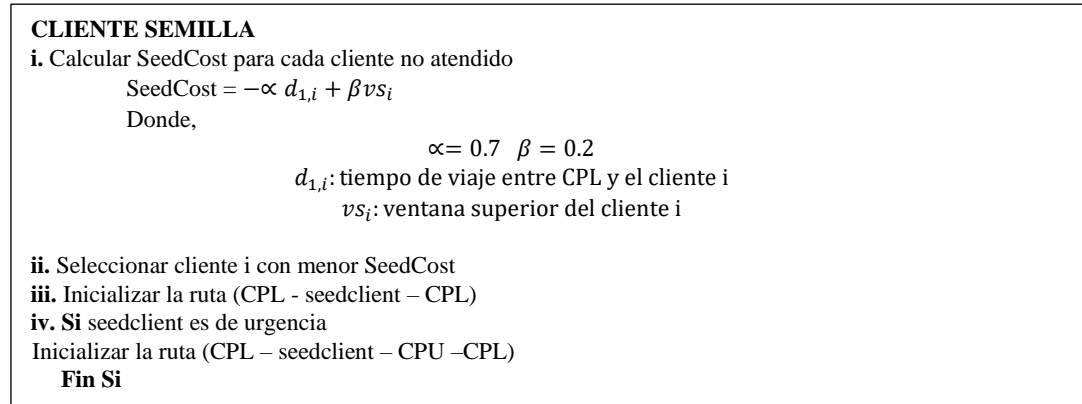 CLIENTE SEMILLA
i. Calcular SeedCost para cada cliente no atendido
SeedCost = −∝ d₁,ᵢ + βvsᵢ
Donde,
∝= 0.7 β = 0.2
d₁,ᵢ: tiempo de viaje entre CPL y el cliente i
vsᵢ: ventana superior del cliente i
ii. Seleccionar cliente i con menor SeedCost
iii. Inicializar la ruta (CPL - seedclient – CPL)
iv. Si seedclient es de urgencia
Inicializar la ruta (CPL – seedclient – CPU –CPL)
Fin Si